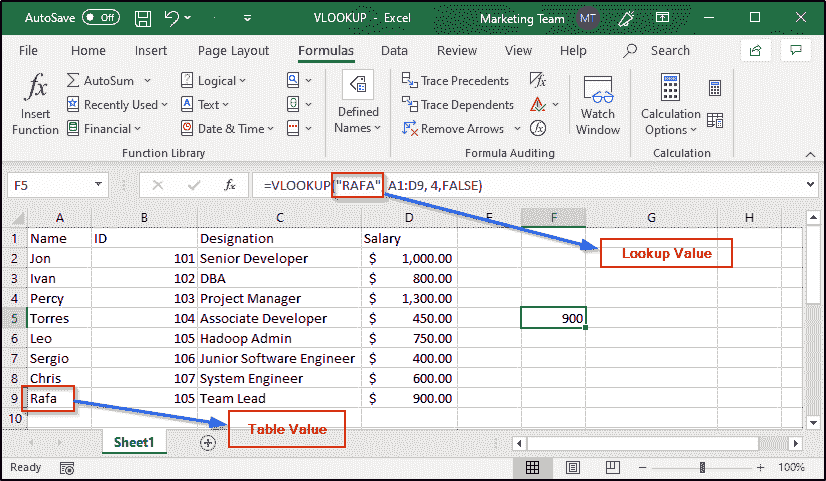 AutoSave Off VLOOKUP - Excel Marketing Team MT
File Home Insert Page Layout Formulas Data Review View Help Search
fx Insert Function
Σ AutoSum
Recently Used
Financial
Logical
A Text
Date & Time
θ
Function Library
Defined Names
Trace Precedents
Trace Dependents
Remove Arrows
fx
Watch Window
Formula Auditing
Calculation Options
Calculation
F5 fx =VLOOKUP("RAFA" A1:D9, 4,FALSE)
A B C D E F G H
1 Name ID Designation Salary
2 Jon 101 Senior Developer $ 1,000.00
3 Ivan 102 DBA $ 800.00
4 Percy 103 Project Manager $ 1,300.00
5 Torres 104 Associate Developer $ 450.00 900
6 Leo 105 Hadoop Admin $ 750.00
7 Sergio 106 Junior Software Engineer $ 400.00
8 Chris 107 System Engineer $ 600.00
9 Rafa 105 Team Lead $ 900.00
10
Lookup Value
Table Value
Sheet1
Ready 100%